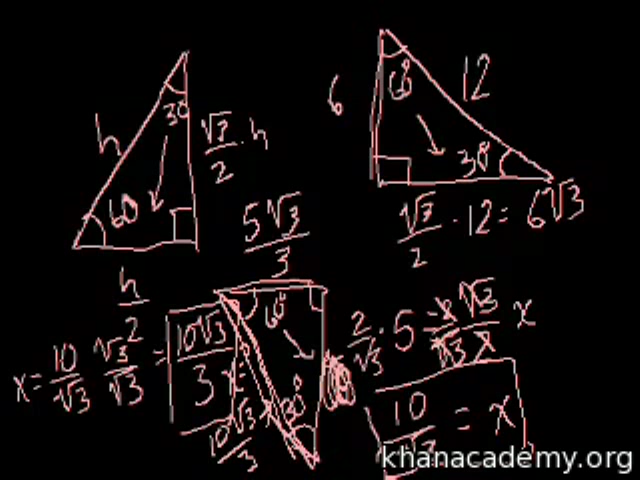 30
h
√3/2 · h
60
h/2
60°
12
6
30°
√3/2 · 12 = 6√3
5√3/3
60°
30°
x = 10/√3 √3/√3 = 10√3/3
x =
10√3/3
2/√3 · 5 =
√3/2 x
10/√3 = x
khanacademy.org